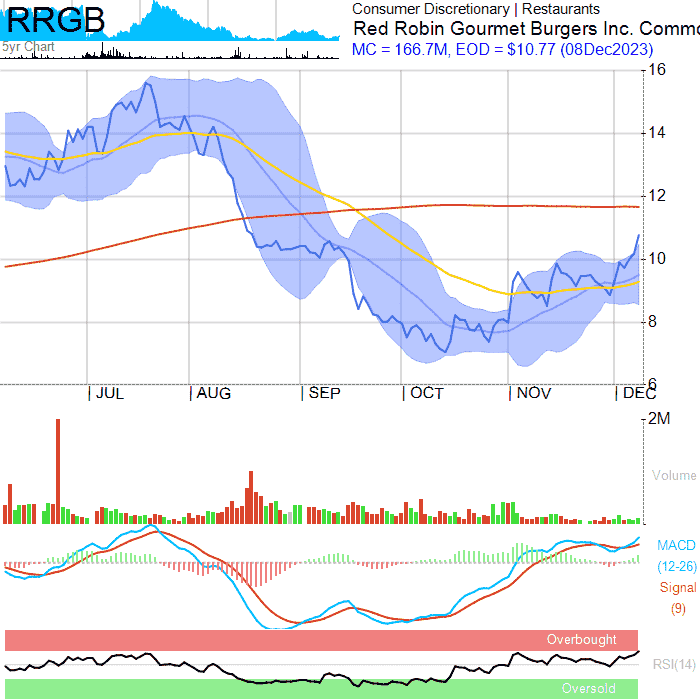 RRGB
Consumer Discretionary | Restaurants
Red Robin Gourmet Burgers Inc. Commo
5yr Chart
MC = 166.7M, EOD = $10.77 (08Dec2023)
16
14
12
10
8
6
JUL AUG SEP OCT NOV DEC
2M
Volume
MACD
(12-26)
Signal
(9)
Overbought
RSI(14)
Oversold